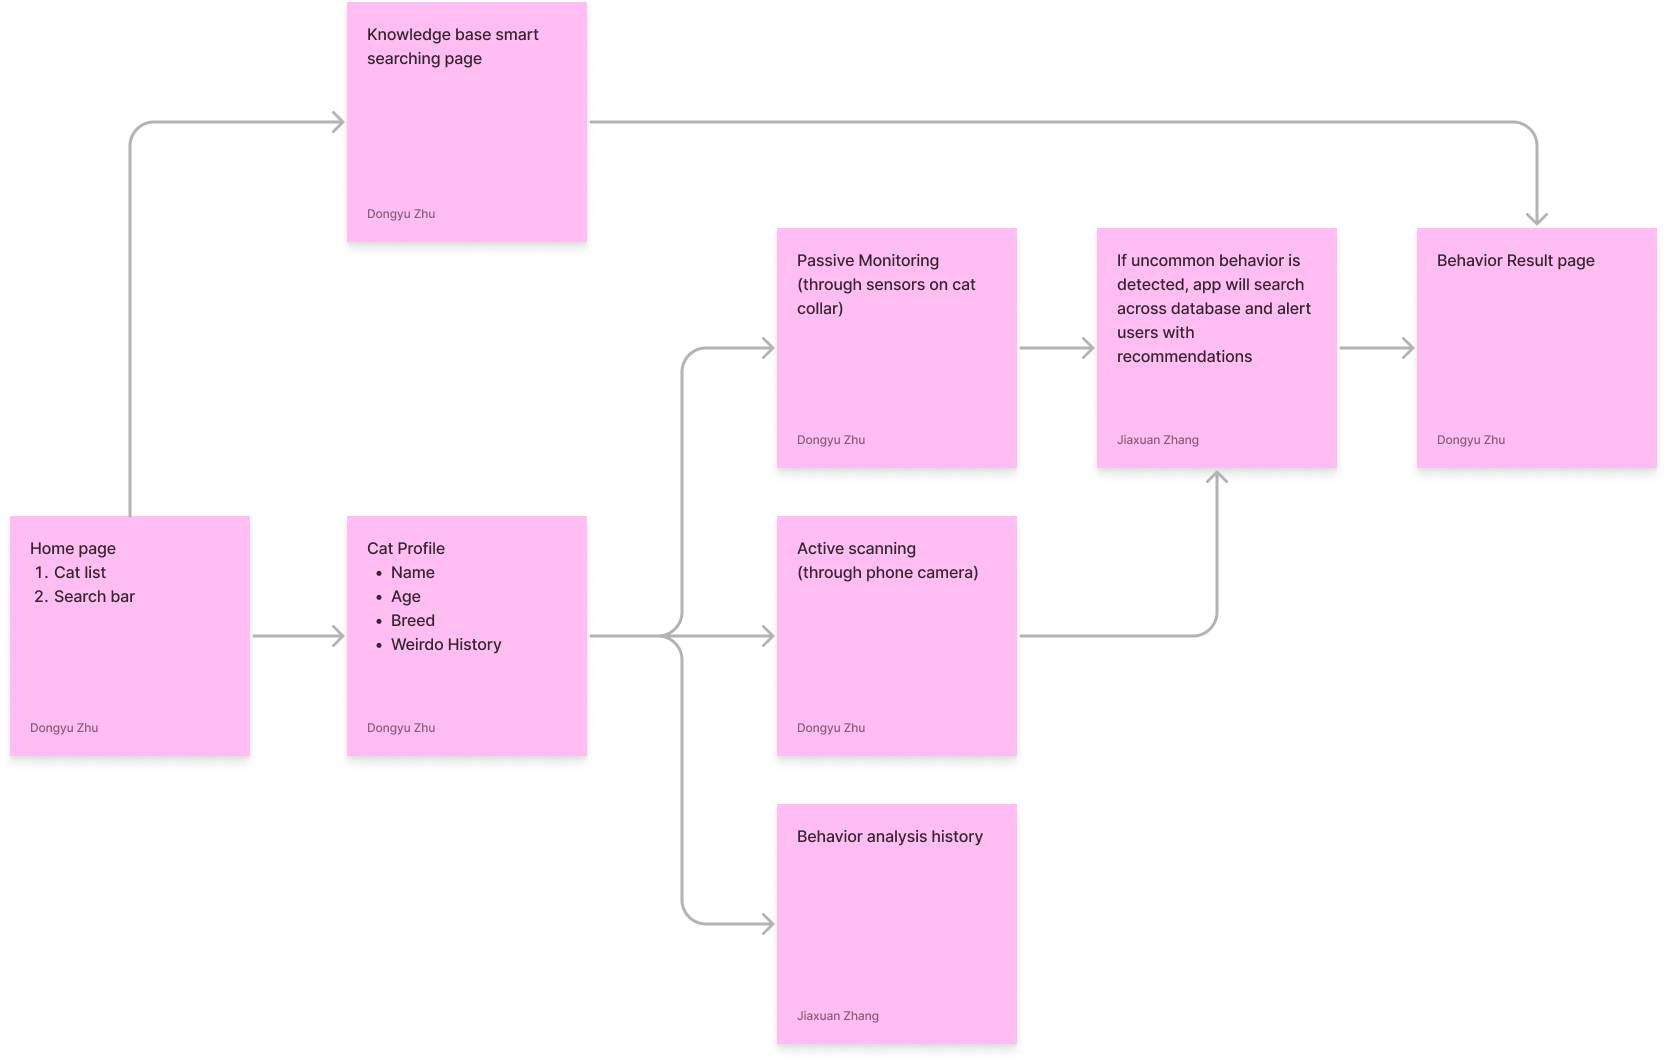 Knowledge base smart
searching page
Dongyu Zhu
Passive Monitoring
(through sensors on cat
collar)
Dongyu Zhu
If uncommon behavior is
detected, app will search
across database and alert
users with
recommendations
Jiaxuan Zhang
Behavior Result page
Dongyu Zhu
Home page
1. Cat list
2. Search bar
Dongyu Zhu
Cat Profile
• Name
• Age
• Breed
• Weirdo History
Dongyu Zhu
Active scanning
(through phone camera)
Dongyu Zhu
Behavior analysis history
Jiaxuan Zhang